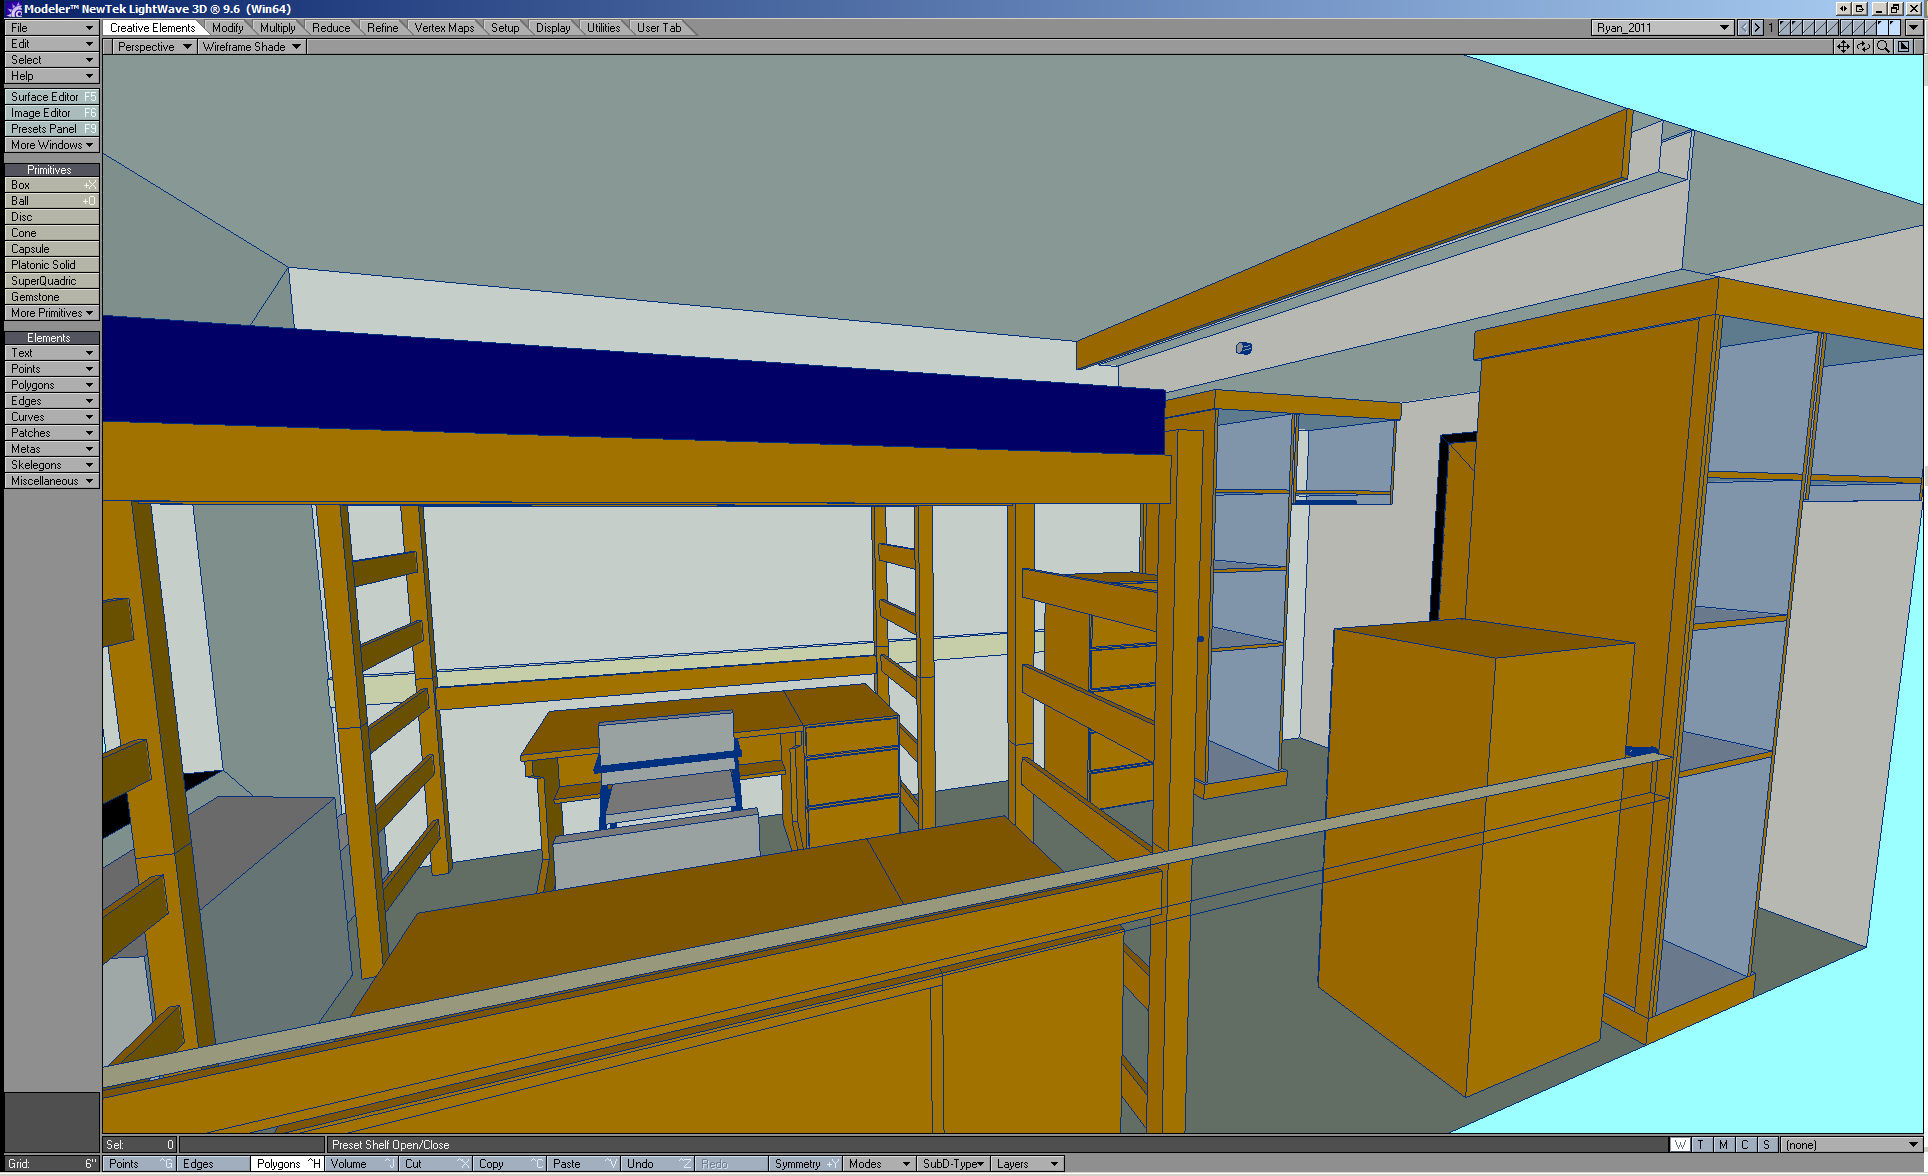 Modeler™ NewTek LightWave 3D ® 9.6 (Win64)
File
Creative Elements Modify Multiply Reduce Refine Vertex Maps Setup Display Utilities User Tab
Ryan_2011 1
Edit
Perspective Wireframe Shade
Select
Help
Surface Editor F5
Image Editor F6
Presets Panel F9
More Windows
Primitives
Box +X
Ball +O
Disc
Cone
Capsule
Platonic Solid
SuperQuadric
Gemstone
More Primitives
Elements
Text
Points
Polygons
Edges
Curves
Patches
Metas
Skelegons
Miscellaneous
Sel: 0 Preset Shelf Open/Close W T M C S (none)
Grid: 6" Points ^G Edges Polygons ^H Volume ^J Cut ^X Copy ^C Paste ^V Undo ^Z Redo Symmetry +Y Modes SubD-Type Layers